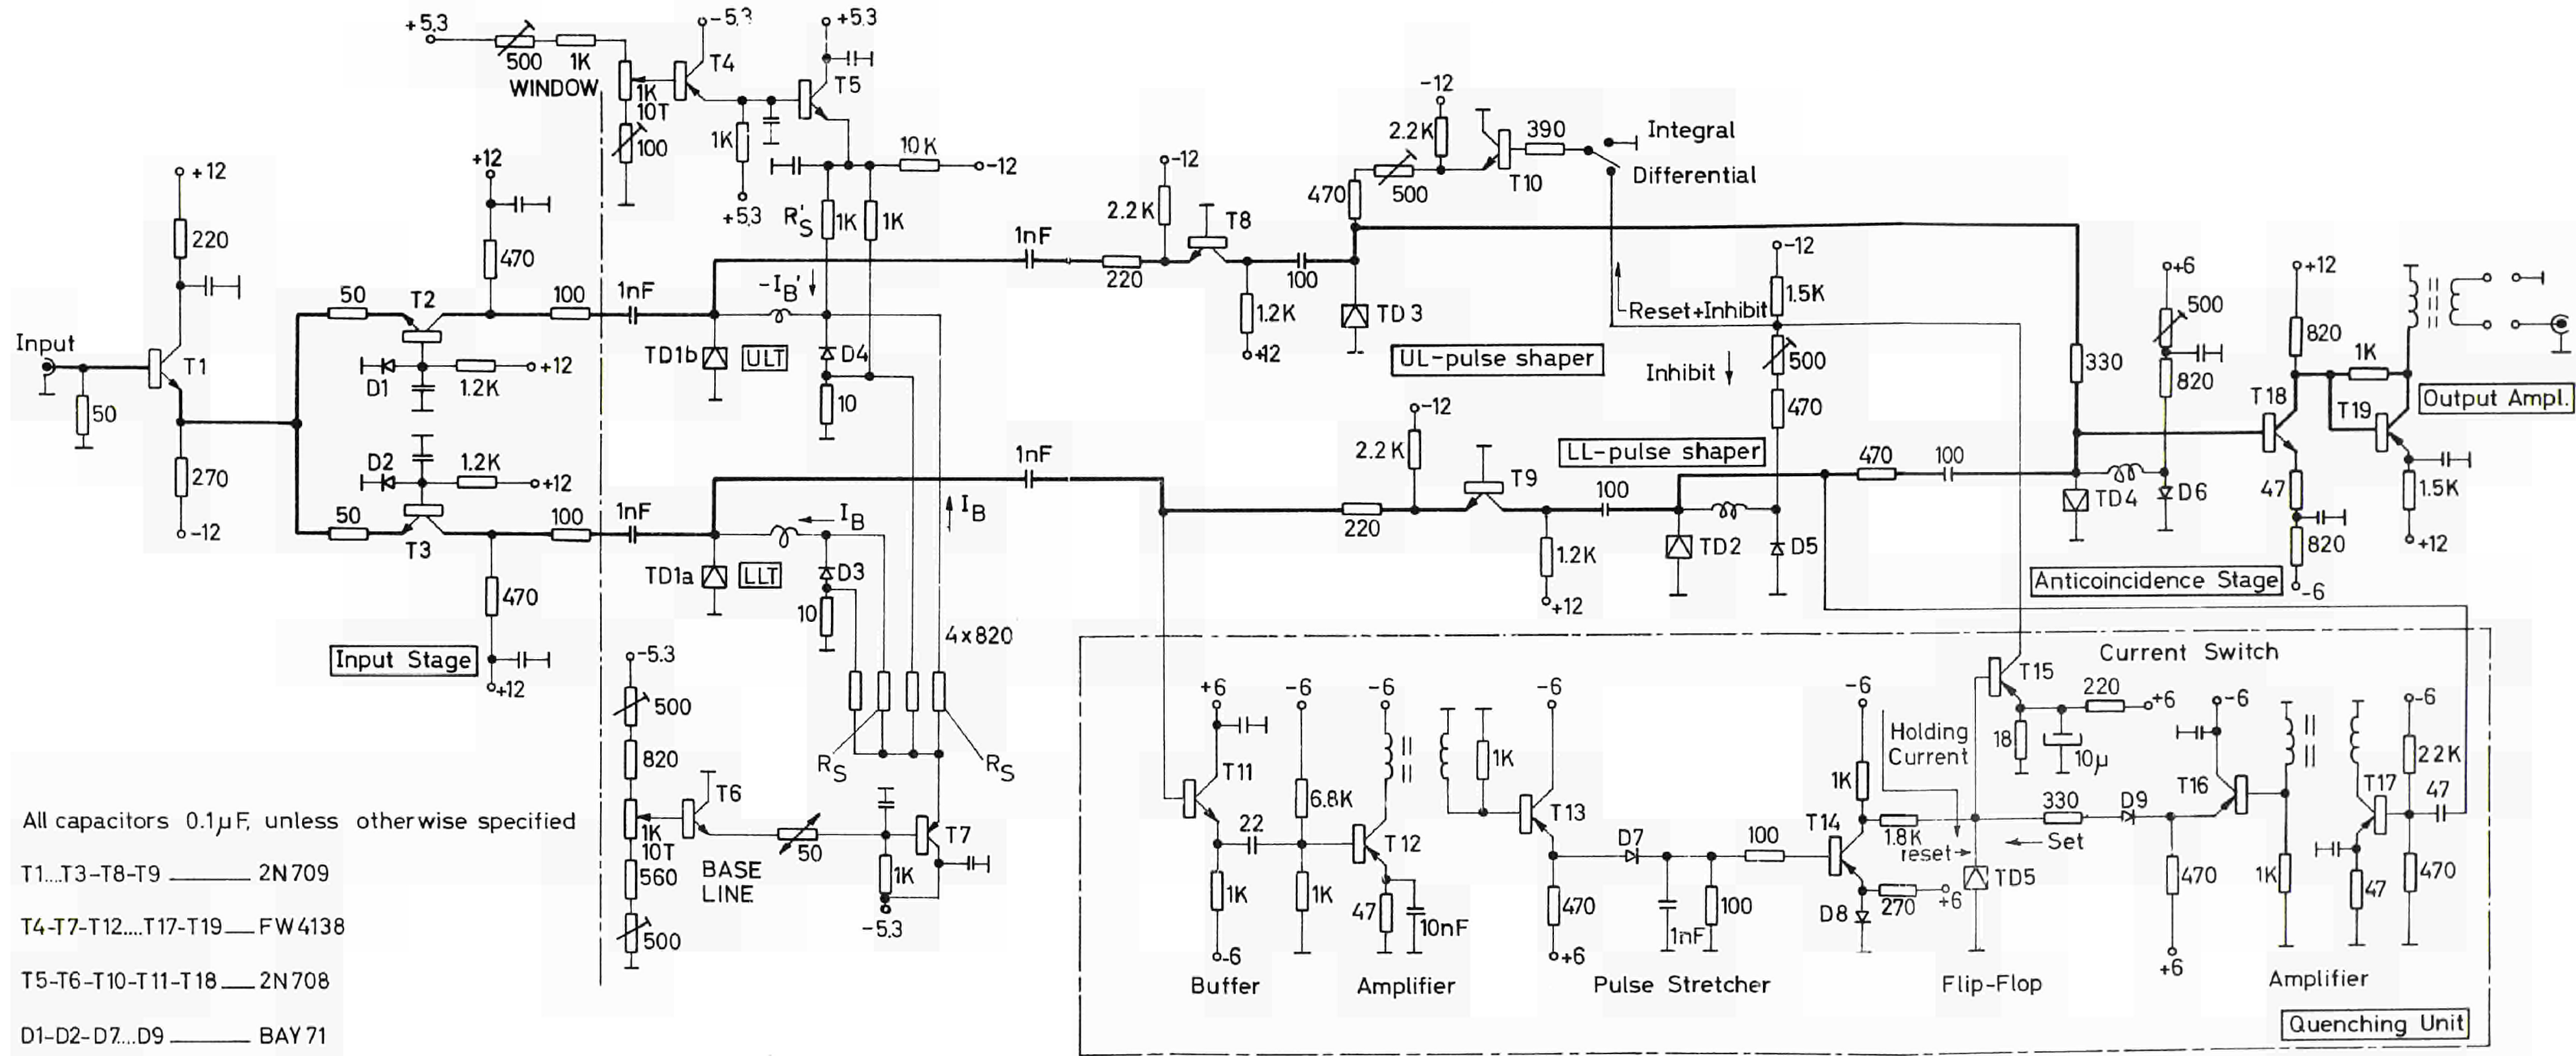 +5.3
500
1K
WINDOW
1K
10T
100
-5.3
T4
+5.3
T5
1K
+5.3
10K
-12
R'S
1K
1K
+12
220
Input
50
T1
270
-12
+12
470
50
T2
100
1nF
D1
1.2K
+12
D2
1.2K
+12
50
T3
100
1nF
470
+12
Input Stage
-IB'
TD1b
ULT
D4
10
IB
IB
TD1a
LLT
D3
10
4x820
RS
RS
1nF
220
-12
2.2K
T8
1.2K
+12
100
470
TD3
500
-12
2.2K
T10
390
Integral
Differential
UL-pulse shaper
Reset+Inhibit
-12
1.5K
500
Inhibit
470
1nF
220
-12
2.2K
T9
1.2K
+12
100
LL-pulse shaper
TD2
D5
470
100
330
TD4
D6
+6
500
820
Anticoincidence Stage
+12
820
T18
47
820
-6
1K
T19
1.5K
+12
Output Ampl.
-5.3
500
820
1K
10T
560
500
T6
BASE
LINE
50
T7
1K
-5.3
+6
T11
1K
-6
Buffer
22
-6
6.8K
1K
-6
T12
47
10nF
Amplifier
1K
-6
T13
470
+6
D7
1nF
100
100
Pulse Stretcher
-6
1K
T14
D8
270
+6
1.8K
Holding
Current
reset
TD5
Flip-Flop
Set
T15
18
10µ
220
+6
Current Switch
330
D9
470
+6
T16
-6
1K
T17
47
-6
2.2K
47
470
Amplifier
Quenching Unit
All capacitors 0.1µF, unless otherwise specified
T1...T3-T8-T9 ——— 2N709
T4-T7-T12....T17-T19 — FW4138
T5-T6-T10-T11-T18 — 2N708
D1-D2-D7...D9 ——— BAY71